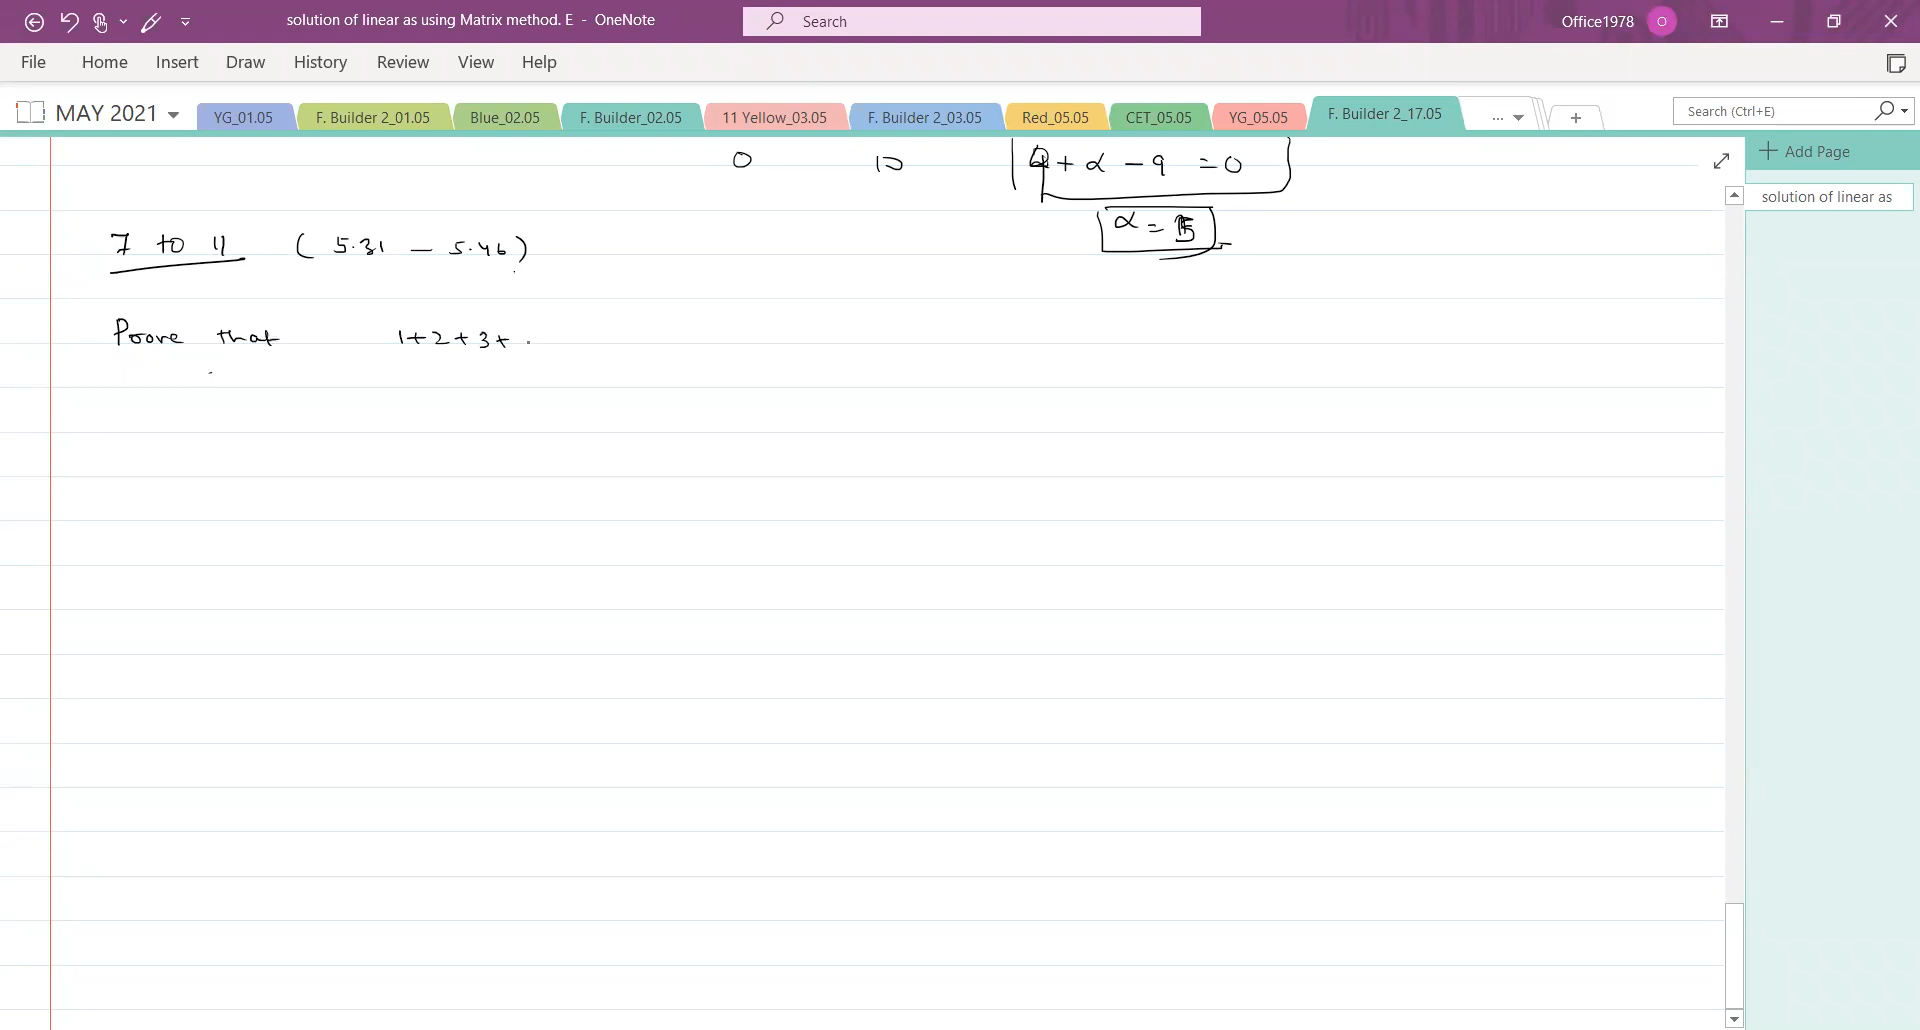 solution of linear as using Matrix method. E - OneNote
Search
Office1978
O
File Home Insert Draw History Review View Help
MAY 2021
YG_01.05
F. Builder 2_01.05
Blue_02.05
F. Builder_02.05
11 Yellow_03.05
F. Builder 2_03.05
Red_05.05
CET_05.05
YG_05.05
F. Builder 2_17.05
...
+
Search (Ctrl+E)
Add Page
solution of linear as
0 10 4 + α - 9 = 0
α = 5
7 to 11 ( 5.31 — 5.46 )
Prove that 1+2+3+ .